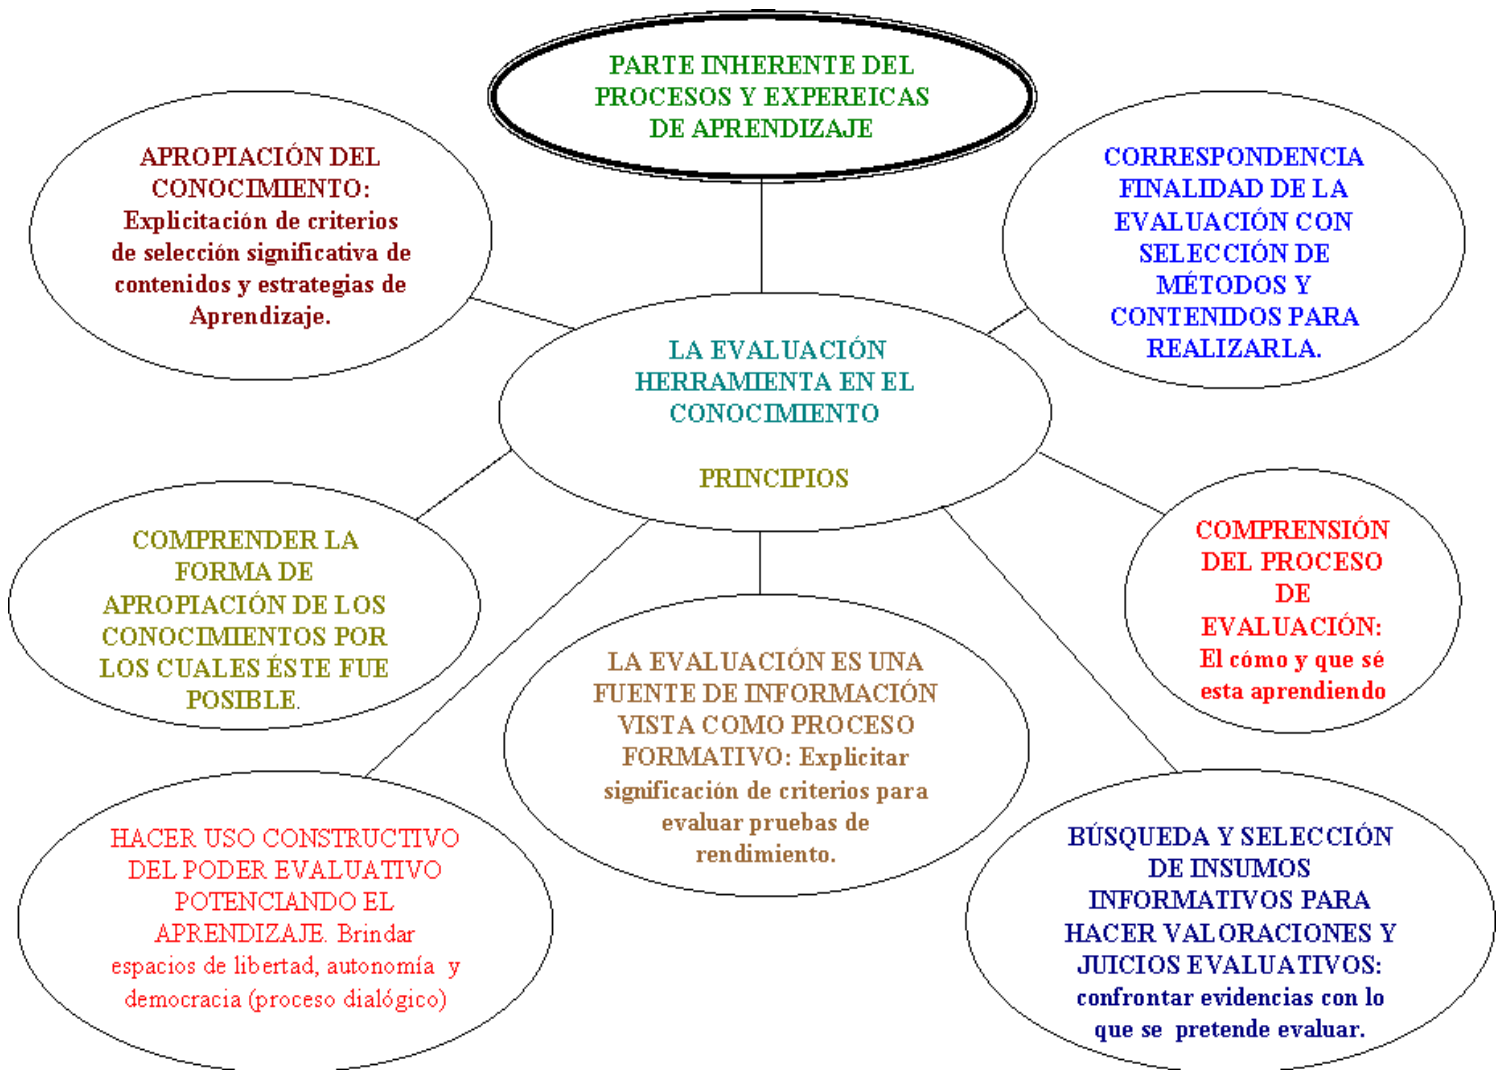 PARTE INHERENTE DEL
PROCESOS Y EXPEREICAS
DE APRENDIZAJE
APROPIACIÓN DEL
CONOCIMIENTO:
Explicitación de criterios
de selección significativa de
contenidos y estrategias de
Aprendizaje.
CORRESPONDENCIA
FINALIDAD DE LA
EVALUACIÓN CON
SELECCIÓN DE
MÉTODOS Y
CONTENIDOS PARA
REALIZARLA.
LA EVALUACIÓN
HERRAMIENTA EN EL
CONOCIMIENTO
PRINCIPIOS
COMPRENDER LA
FORMA DE
APROPIACIÓN DE LOS
CONOCIMIENTOS POR
LOS CUALES ÉSTE FUE
POSIBLE.
COMPRENSIÓN
DEL PROCESO
DE
EVALUACIÓN:
El cómo y que sé
esta aprendiendo
LA EVALUACIÓN ES UNA
FUENTE DE INFORMACIÓN
VISTA COMO PROCESO
FORMATIVO: Explicitar
significación de criterios para
evaluar pruebas de
rendimiento.
HACER USO CONSTRUCTIVO
DEL PODER EVALUATIVO
POTENCIANDO EL
APRENDIZAJE. Brindar
espacios de libertad, autonomía y
democracia (proceso dialógico)
BÚSQUEDA Y SELECCIÓN
DE INSUMOS
INFORMATIVOS PARA
HACER VALORACIONES Y
JUICIOS EVALUATIVOS:
confrontar evidencias con lo
que se pretende evaluar.